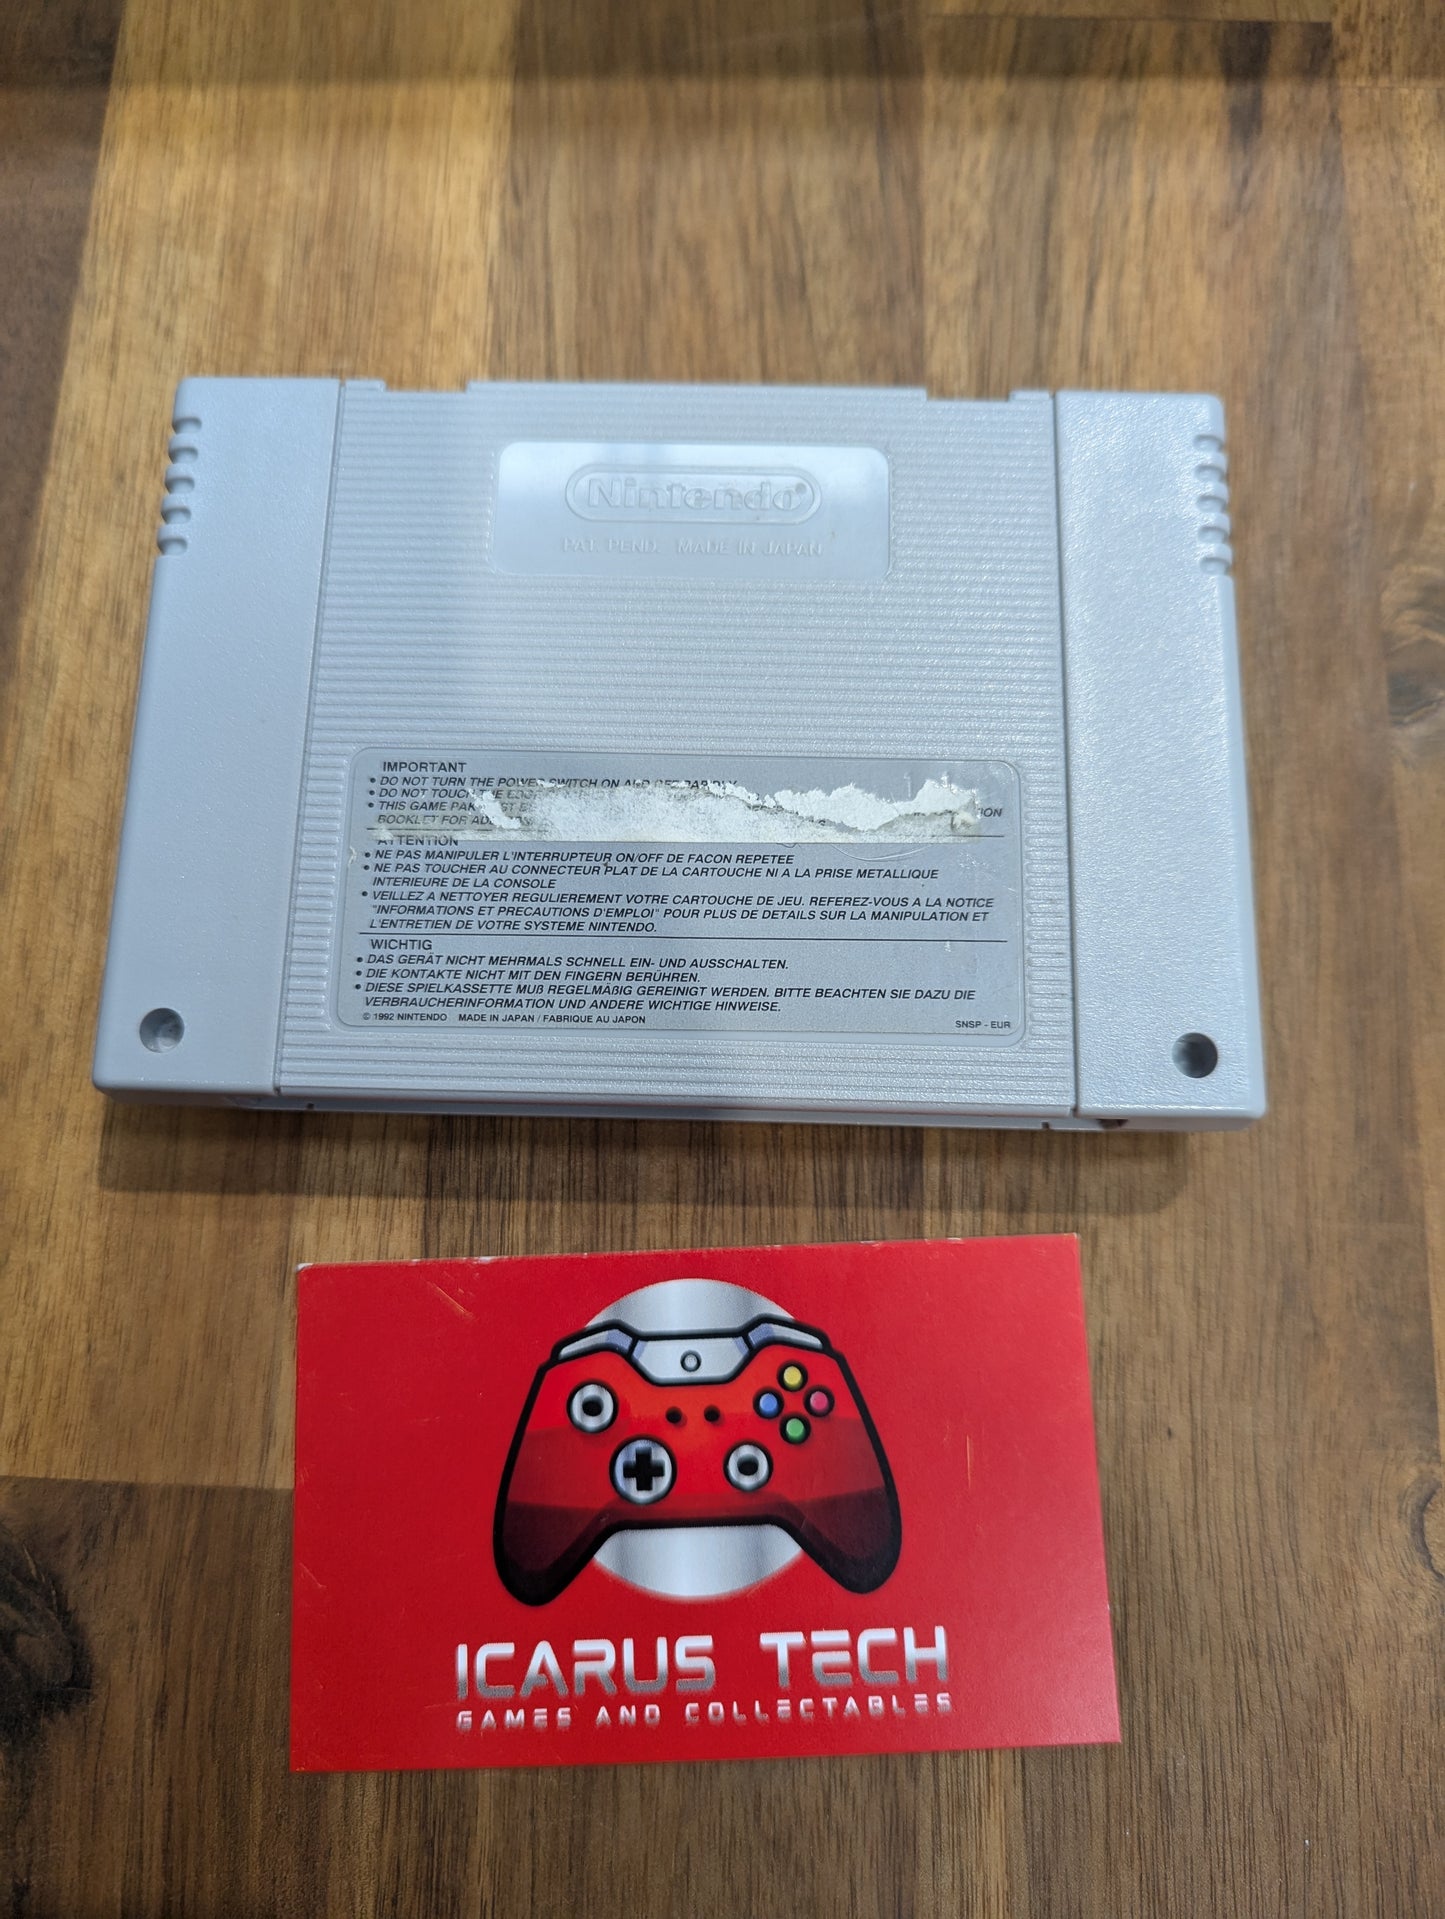 Nintendo®
PAT. PEND. MADE IN JAPAN
IMPORTANT
• DO NOT TURN THE POWER SWITCH ON AND OFF RAPIDLY
• DO NOT TOUCH THE
• THIS GAME PAK
BOOKLET FOR
ATTENTION
• NE PAS MANIPULER L'INTERRUPTEUR ON/OFF DE FACON REPETEE
• NE PAS TOUCHER AU CONNECTEUR PLAT DE LA CARTOUCHE NI A LA PRISE METALLIQUE
INTERIEURE DE LA CONSOLE
• VEILLEZ A NETTOYER REGULIEREMENT VOTRE CARTOUCHE DE JEU. REFEREZ-VOUS A LA NOTICE
"INFORMATIONS ET PRECAUTIONS D'EMPLOI" POUR PLUS DE DETAILS SUR LA MANIPULATION ET
L'ENTRETIEN DE VOTRE SYSTEME NINTENDO.
WICHTIG
• DAS GERÄT NICHT MEHRMALS SCHNELL EIN- UND AUSSCHALTEN.
• DIE KONTAKTE NICHT MIT DEN FINGERN BERÜHREN.
• DIESE SPIELKASSETTE MUß REGELMÄßIG GEREINIGT WERDEN. BITTE BEACHTEN SIE DAZU DIE
VERBRAUCHERINFORMATION UND ANDERE WICHTIGE HINWEISE.
© 1992 NINTENDO MADE IN JAPAN / FABRIQUE AU JAPON
SNSP - EUR
ICARUS TECH
GAMES AND COLLECTABLES